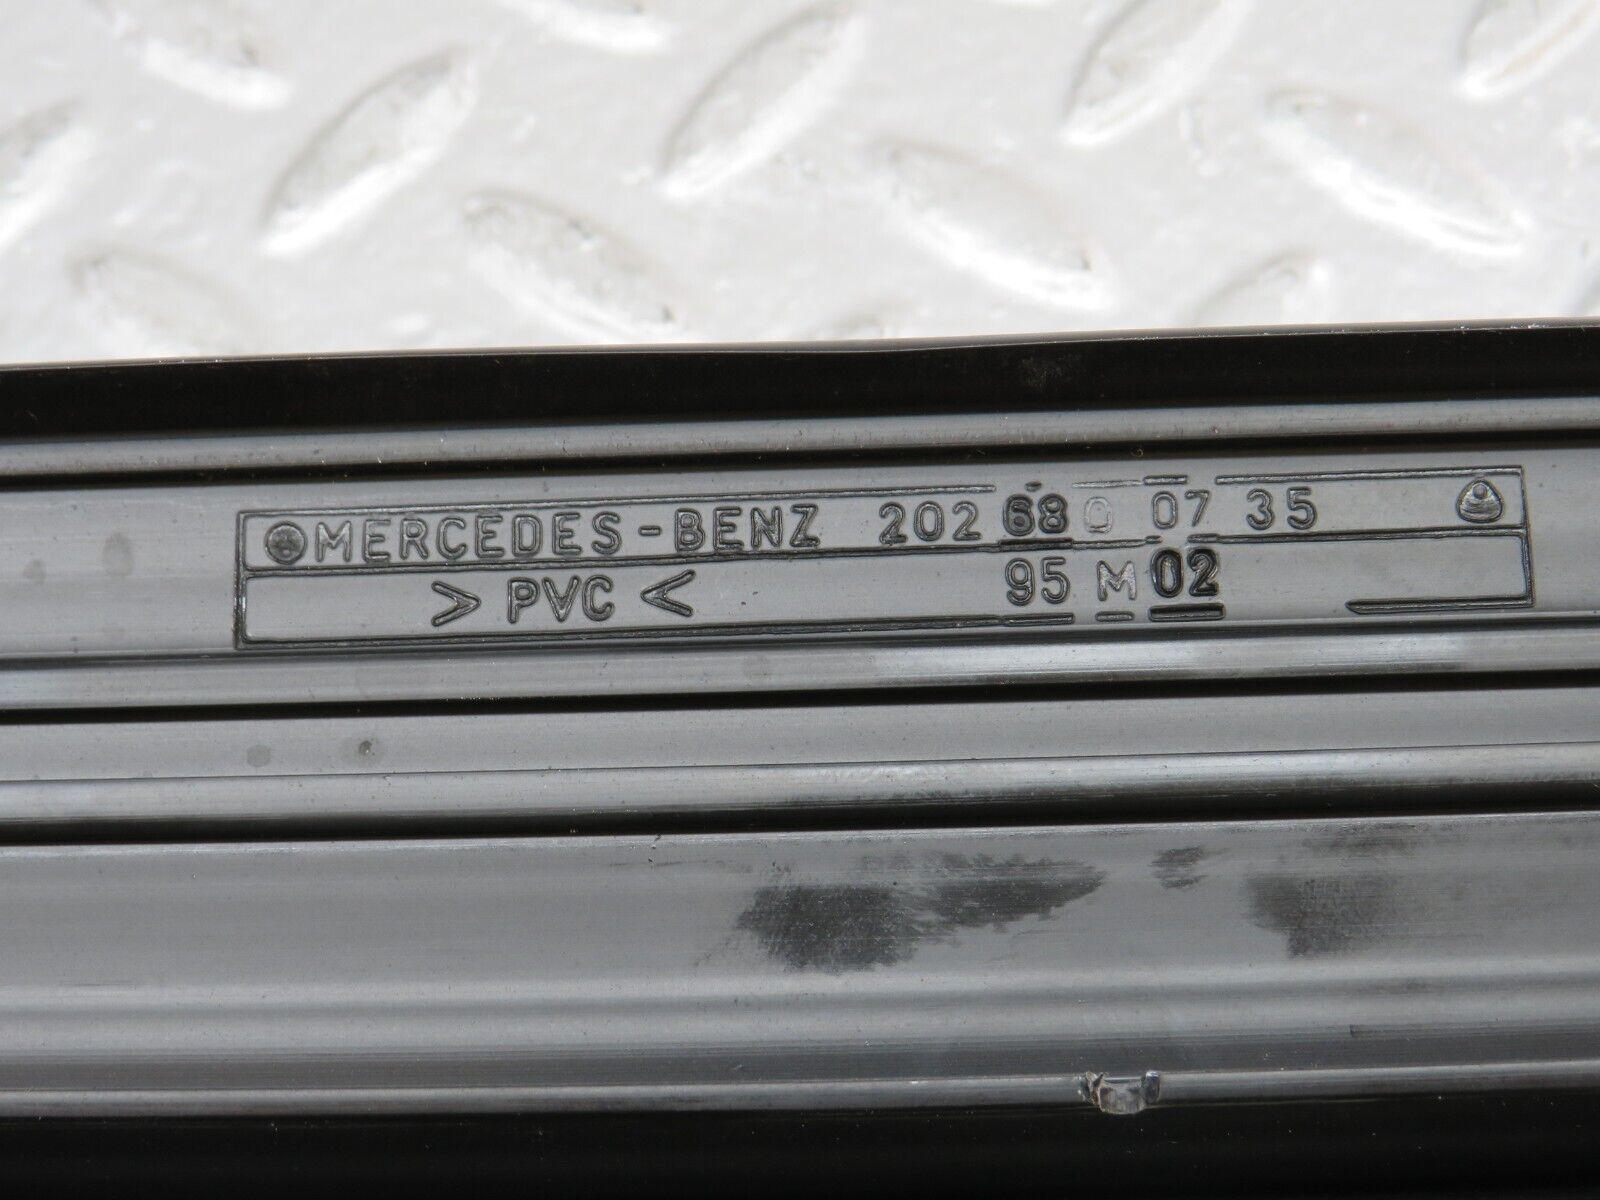 MERCEDES-BENZ 202 680 07 35
> PVC < 95 M 02